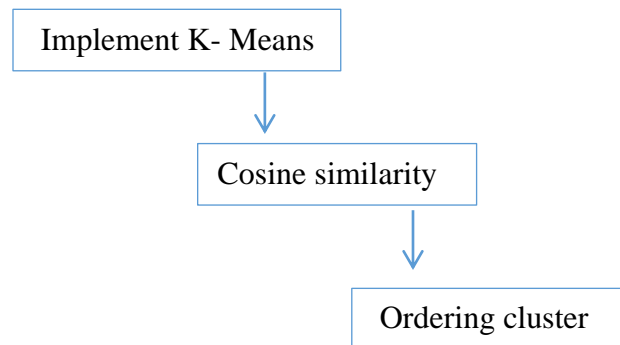 Implement K- Means
Cosine similarity
Ordering cluster